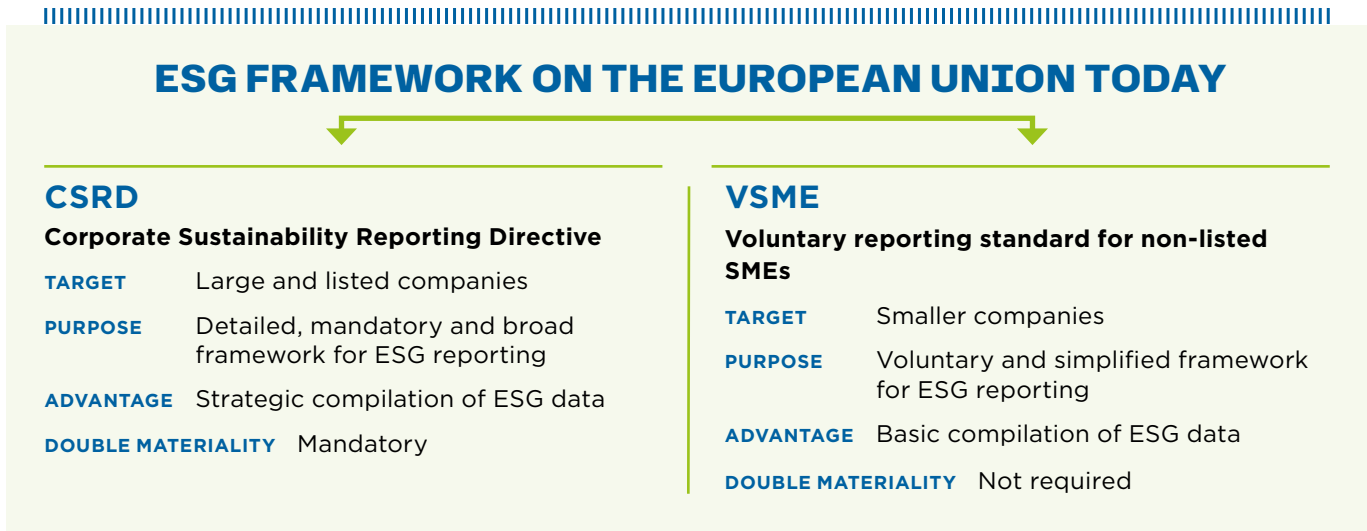 ESG FRAMEWORK ON THE EUROPEAN UNION TODAY
CSRD
Corporate Sustainability Reporting Directive
TARGET Large and listed companies
PURPOSE Detailed, mandatory and broad
framework for ESG reporting
ADVANTAGE Strategic compilation of ESG data
DOUBLE MATERIALITY Mandatory
VSME
Voluntary reporting standard for non-listed
SMEs
TARGET Smaller companies
PURPOSE Voluntary and simplified framework
for ESG reporting
ADVANTAGE Basic compilation of ESG data
DOUBLE MATERIALITY Not required